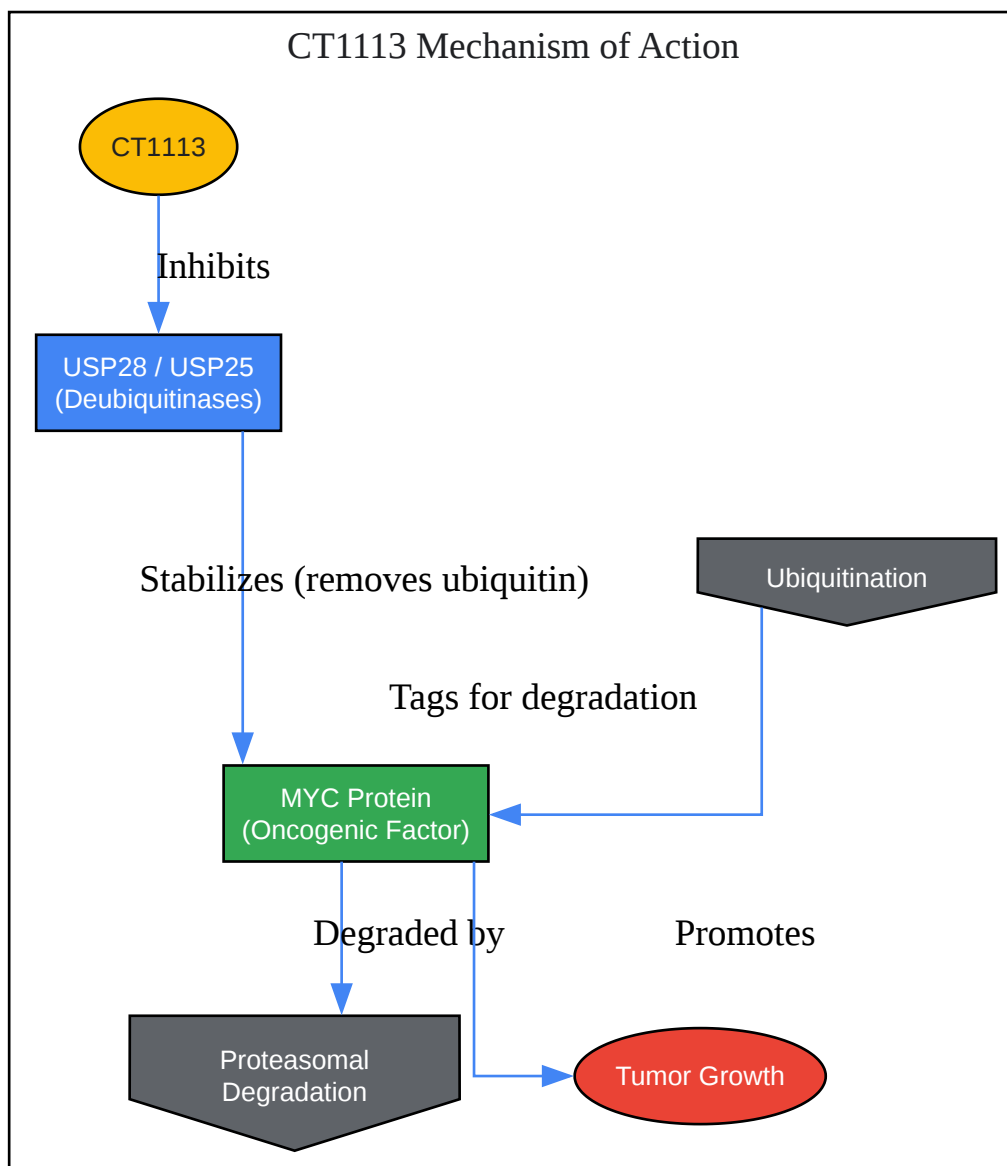 CT1113 Mechanism of Action
CT1113
Inhibits
USP28 / USP25
(Deubiquitinases)
Stabilizes (removes ubiquitin)
Ubiquitination
Tags for degradation
MYC Protein
(Oncogenic Factor)
Degraded by
Promotes
Proteasomal
Degradation
Tumor Growth